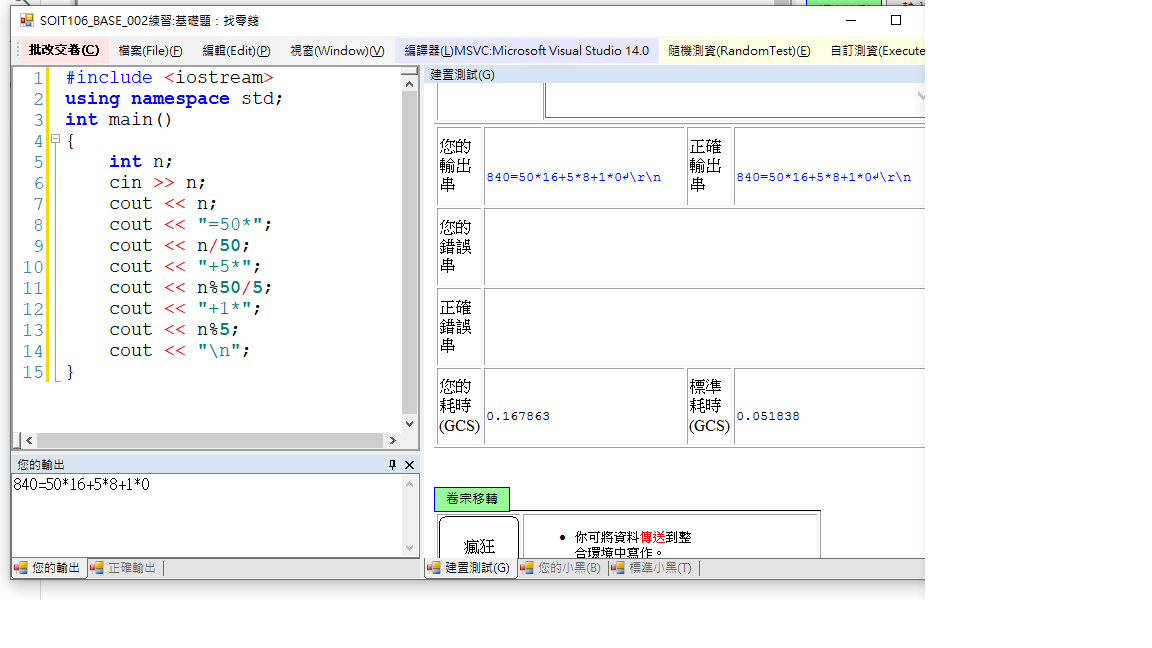 SOIT106_BASE_002練習:基礎題：找零錢
批改交卷(C) 檔案(File)(F) 編輯(Edit)(P) 視窗(Window)(V) 編譯器(L)MSVC:Microsoft Visual Studio 14.0 隨機測資(RandomTest)(E) 自訂測資(Execute
1 #include <iostream>
2 using namespace std;
3 int main()
4 {
5 int n;
6 cin >> n;
7 cout << n;
8 cout << "=50*";
9 cout << n/50;
10 cout << "+5*";
11 cout << n%50/5;
12 cout << "+1*";
13 cout << n%5;
14 cout << "\n";
15 }
您的輸出
840=50*16+5*8+1*0
您的輸出 正確輸出
建置測試(G)
您的
輸出
串
840=50*16+5*8+1*0↵\r\n
正確
輸出
串
840=50*16+5*8+1*0↵\r\n
您的
錯誤
串
正確
錯誤
串
您的
耗時
(GCS)
0.167863
標準
耗時
(GCS)
0.051838
卷宗移轉
瘋狂
• 你可將資料傳送到整
合環境中寫作。
建置測試(G) 您的小黑(B) 標準小黑(T)